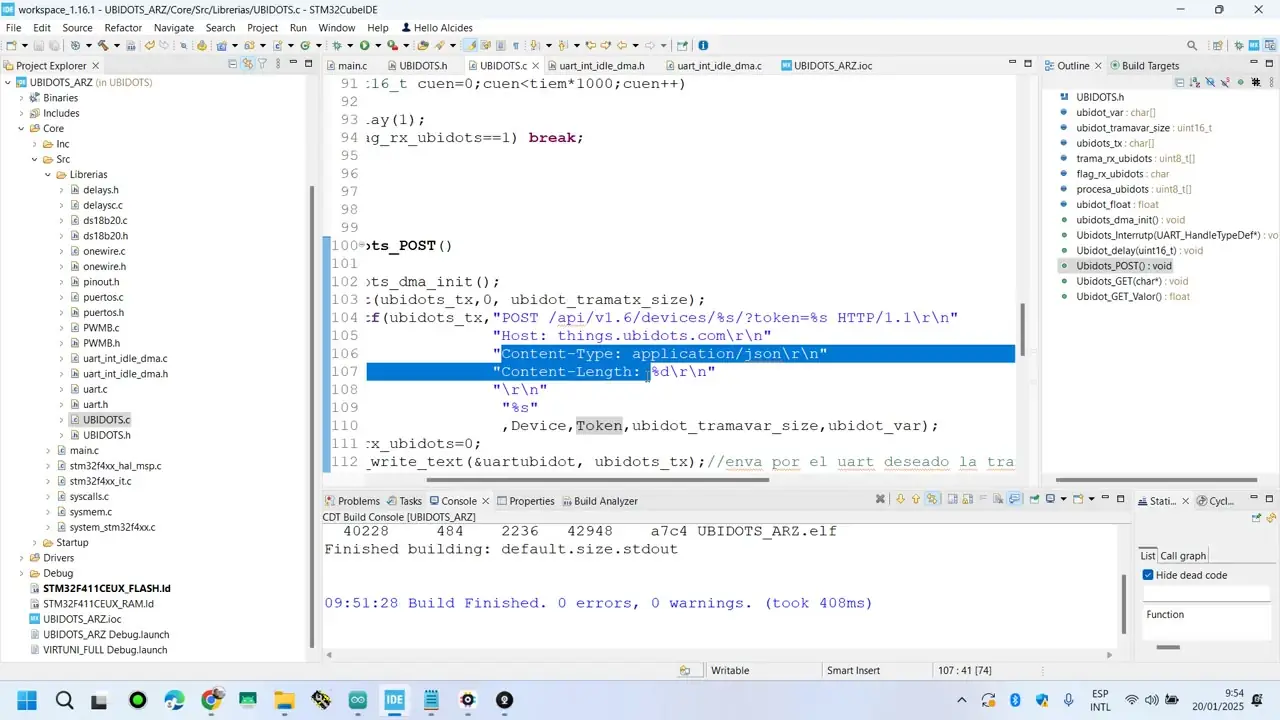 workspace_1.16.1 - UBIDOTS_ARZ/Core/Src/Librerias/UBIDOTS.c - STM32CubeIDE
File Edit Source Refactor Navigate Search Project Run Window Help Hello Alcides
Project Explorer
main.c UBIDOTS.h UBIDOTS.c uart_int_idle_dma.h uart_int_idle_dma.c UBIDOTS_ARZ.ioc
Outline Build Targets
UBIDOTS_ARZ (in UBIDOTS)
Binaries
Includes
Core
Inc
Src
Librerias
delays.h
delaysc.c
ds18b20.c
ds18b20.h
onewire.c
onewire.h
pinout.h
puertos.c
puertos.h
PWMB.c
PWMB.h
uart_int_idle_dma.c
uart_int_idle_dma.h
uart.c
uart.h
UBIDOTS.c
UBIDOTS.h
main.c
stm32f4xx_hal_msp.c
stm32f4xx_it.c
syscalls.c
sysmem.c
system_stm32f4xx.c
Startup
Drivers
Debug
STM32F411CEUX_FLASH.ld
STM32F411CEUX_RAM.ld
UBIDOTS_ARZ.ioc
UBIDOTS_ARZ Debug.launch
VIRTUNI_FULL Debug.launch
91 :16_t cuen=0;cuen<tiem*1000;cuen++)
92
93 .ay(1);
94 ag_rx_ubidots==1) break;
95
96
97
98
99
100 ots_POST()
101
102 ots_dma_init();
103 :(ubidots_tx,0, ubidot_tramatx_size);
104 :f(ubidots_tx,"POST /api/v1.6/devices/%s/?token=%s HTTP/1.1\r\n"
105 "Host: things.ubidots.com\r\n"
106 "Content-Type: application/json\r\n"
107 "Content-Length: %d\r\n"
108 "\r\n"
109 "%s"
110 ,Device,Token,ubidot_tramavar_size,ubidot_var);
111 :x_ubidots=0;
112 _write_text(&uartubidot, ubidots_tx);//enva por el uart deseado la tra
UBIDOTS.h
ubidot_var : char[]
ubidot_tramavar_size : uint16_t
ubidots_tx : char[]
trama_rx_ubidots : uint8_t[]
flag_rx_ubidots : char
procesa_ubidots : uint8_t[]
ubidot_float : float
ubidots_dma_init() : void
Ubidots_Interrutp(UART_HandleTypeDef*) : vo
Ubidot_delay(uint16_t) : void
Ubidots_POST() : void
Ubidots_GET(char*) : void
Ubidot_GET_Valor() : float
Problems Tasks Console Properties Build Analyzer
CDT Build Console [UBIDOTS_ARZ]
40228 484 2236 42948 a7c4 UBIDOTS_ARZ.elf
Finished building: default.size.stdout
09:51:28 Build Finished. 0 errors, 0 warnings. (took 408ms)
Stati... Cycl...
List Call graph
Hide dead code
Function
Writable Smart Insert 107 : 41 [74]
IDE
ESP
INTL
9:54
20/01/2025